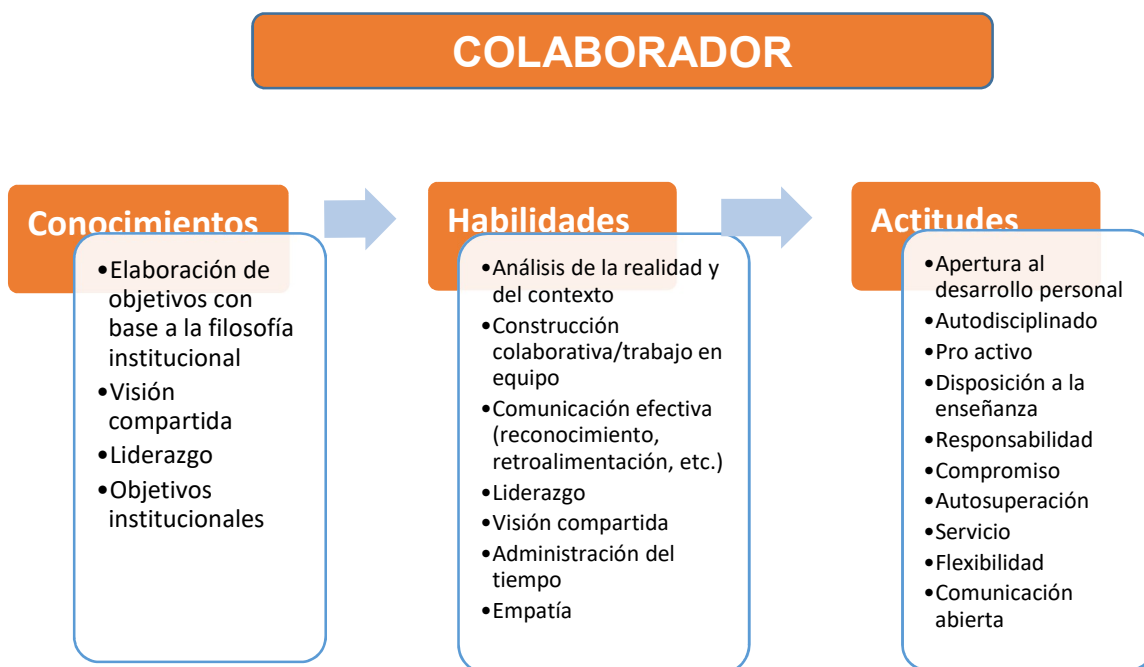 COLABORADOR
Conocimientos
•Elaboración de
objetivos con
base a la filosofía
institucional
•Visión
compartida
•Liderazgo
•Objetivos
institucionales
Habilidades
•Análisis de la realidad y
del contexto
•Construcción
colaborativa/trabajo en
equipo
•Comunicación efectiva
(reconocimiento,
retroalimentación, etc.)
•Liderazgo
•Visión compartida
•Administración del
tiempo
•Empatía
Actitudes
•Apertura al
desarrollo personal
•Autodisciplinado
•Pro activo
•Disposición a la
enseñanza
•Responsabilidad
•Compromiso
•Autosuperación
•Servicio
•Flexibilidad
•Comunicación
abierta